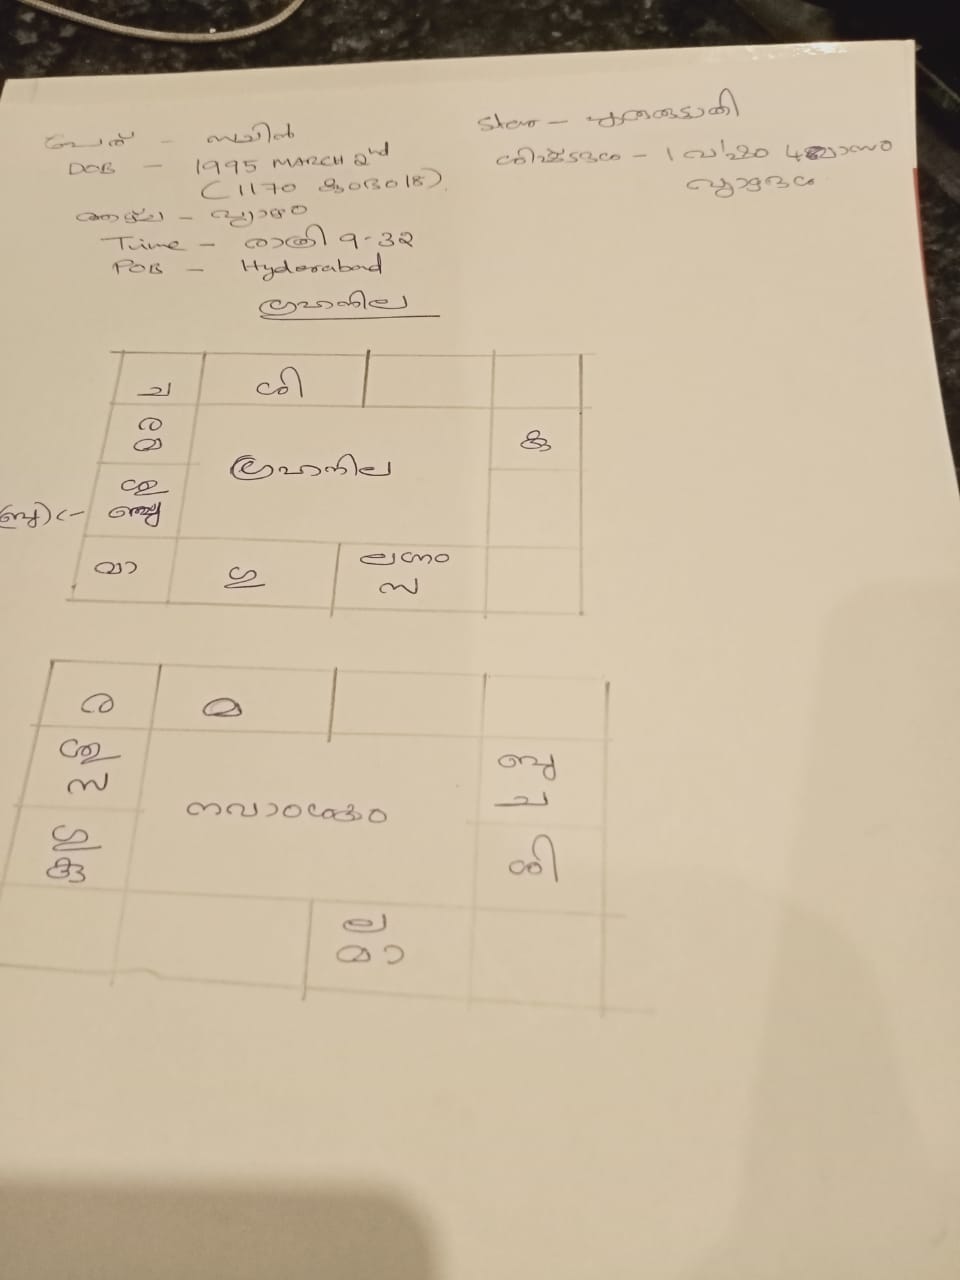 പേര് - സച്ചിൻ
DOB - 1995 MARCH 2nd
(1170 കുംഭം 18).
ആഴ്ച - വ്യാഴം
Time - രാത്രി 9-32
POB - Hyderabad
Star - പൂരുരുട്ടാതി
ശിഷ്ടദശ - 1 വർഷം 4 മാസം
വ്യാഴദശ
ഗ്രഹനില
ച
ശി
ര
മ
ക
ഗ്രഹനില
ശു
(ബു) <-
മാ
ഗു
ലഗ്നം
സ
ര
മ
ശു
സ
ബു
ച
നവാംശകം
ഗു
കു
ശി
ല
മാ